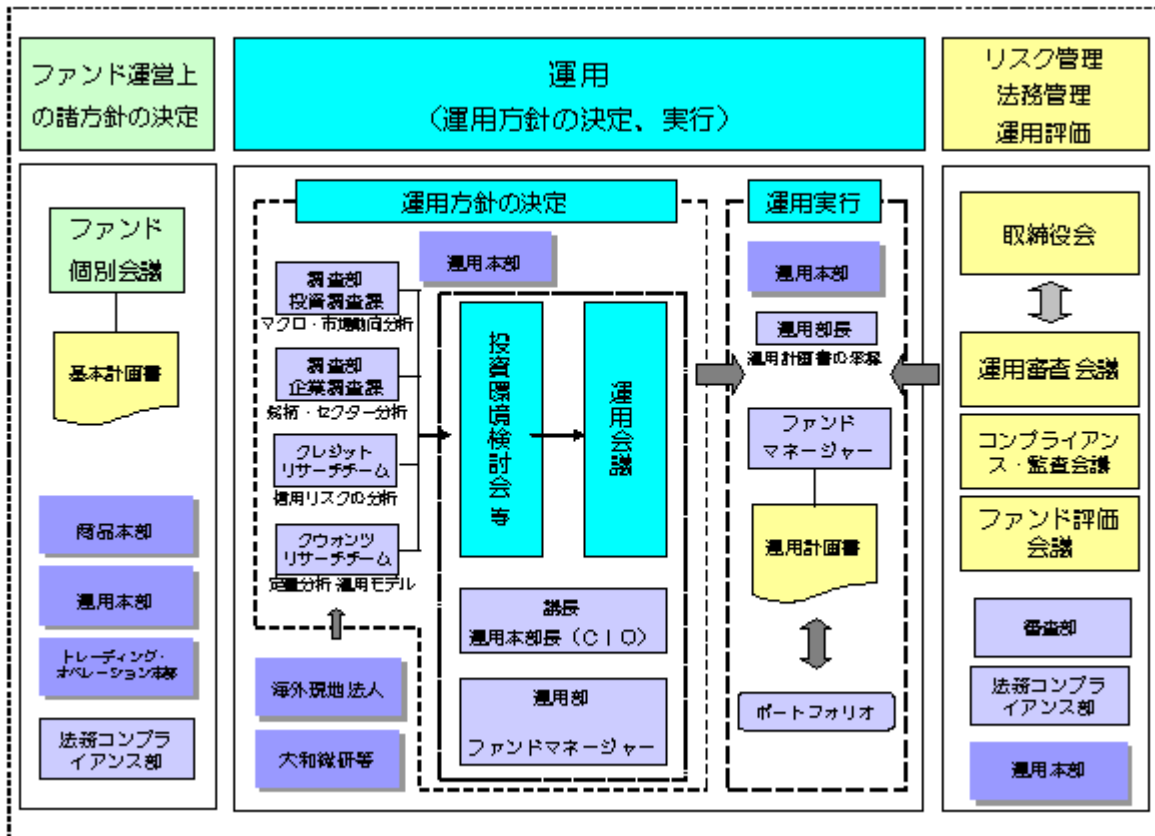 ファンド運営上
の諸方針の決定
運用
(運用方針の決定、実行)
リスク管理
法務管理
運用評価
ファンド
個別会議
基本計画書
商品本部
運用本部
トレーディング・
オペレーション本部
法務コンプラ
イアンス部
運用方針の決定
運用本部
調査部
投資調査課
マクロ・市場動向分析
調査部
企業調査課
銘柄・セクター分析
クレジット
リサーチチーム
信用リスクの分析
クウォンツ
リサーチチーム
定量分析・運用モデル
海外現地法人
大和総研等
投資環境検討会 等
運用会議
議長
運用本部長(CIO)
運用部
ファンドマネージャー
運用実行
運用本部
運用部長
運用計画書の承認
ファンド
マネージャー
運用計画書
ポートフォリオ
取締役会
運用審査会議
コンプライアン
ス・監査会議
ファンド評価
会議
審査部
法務コンプラ
イアンス部
運用本部